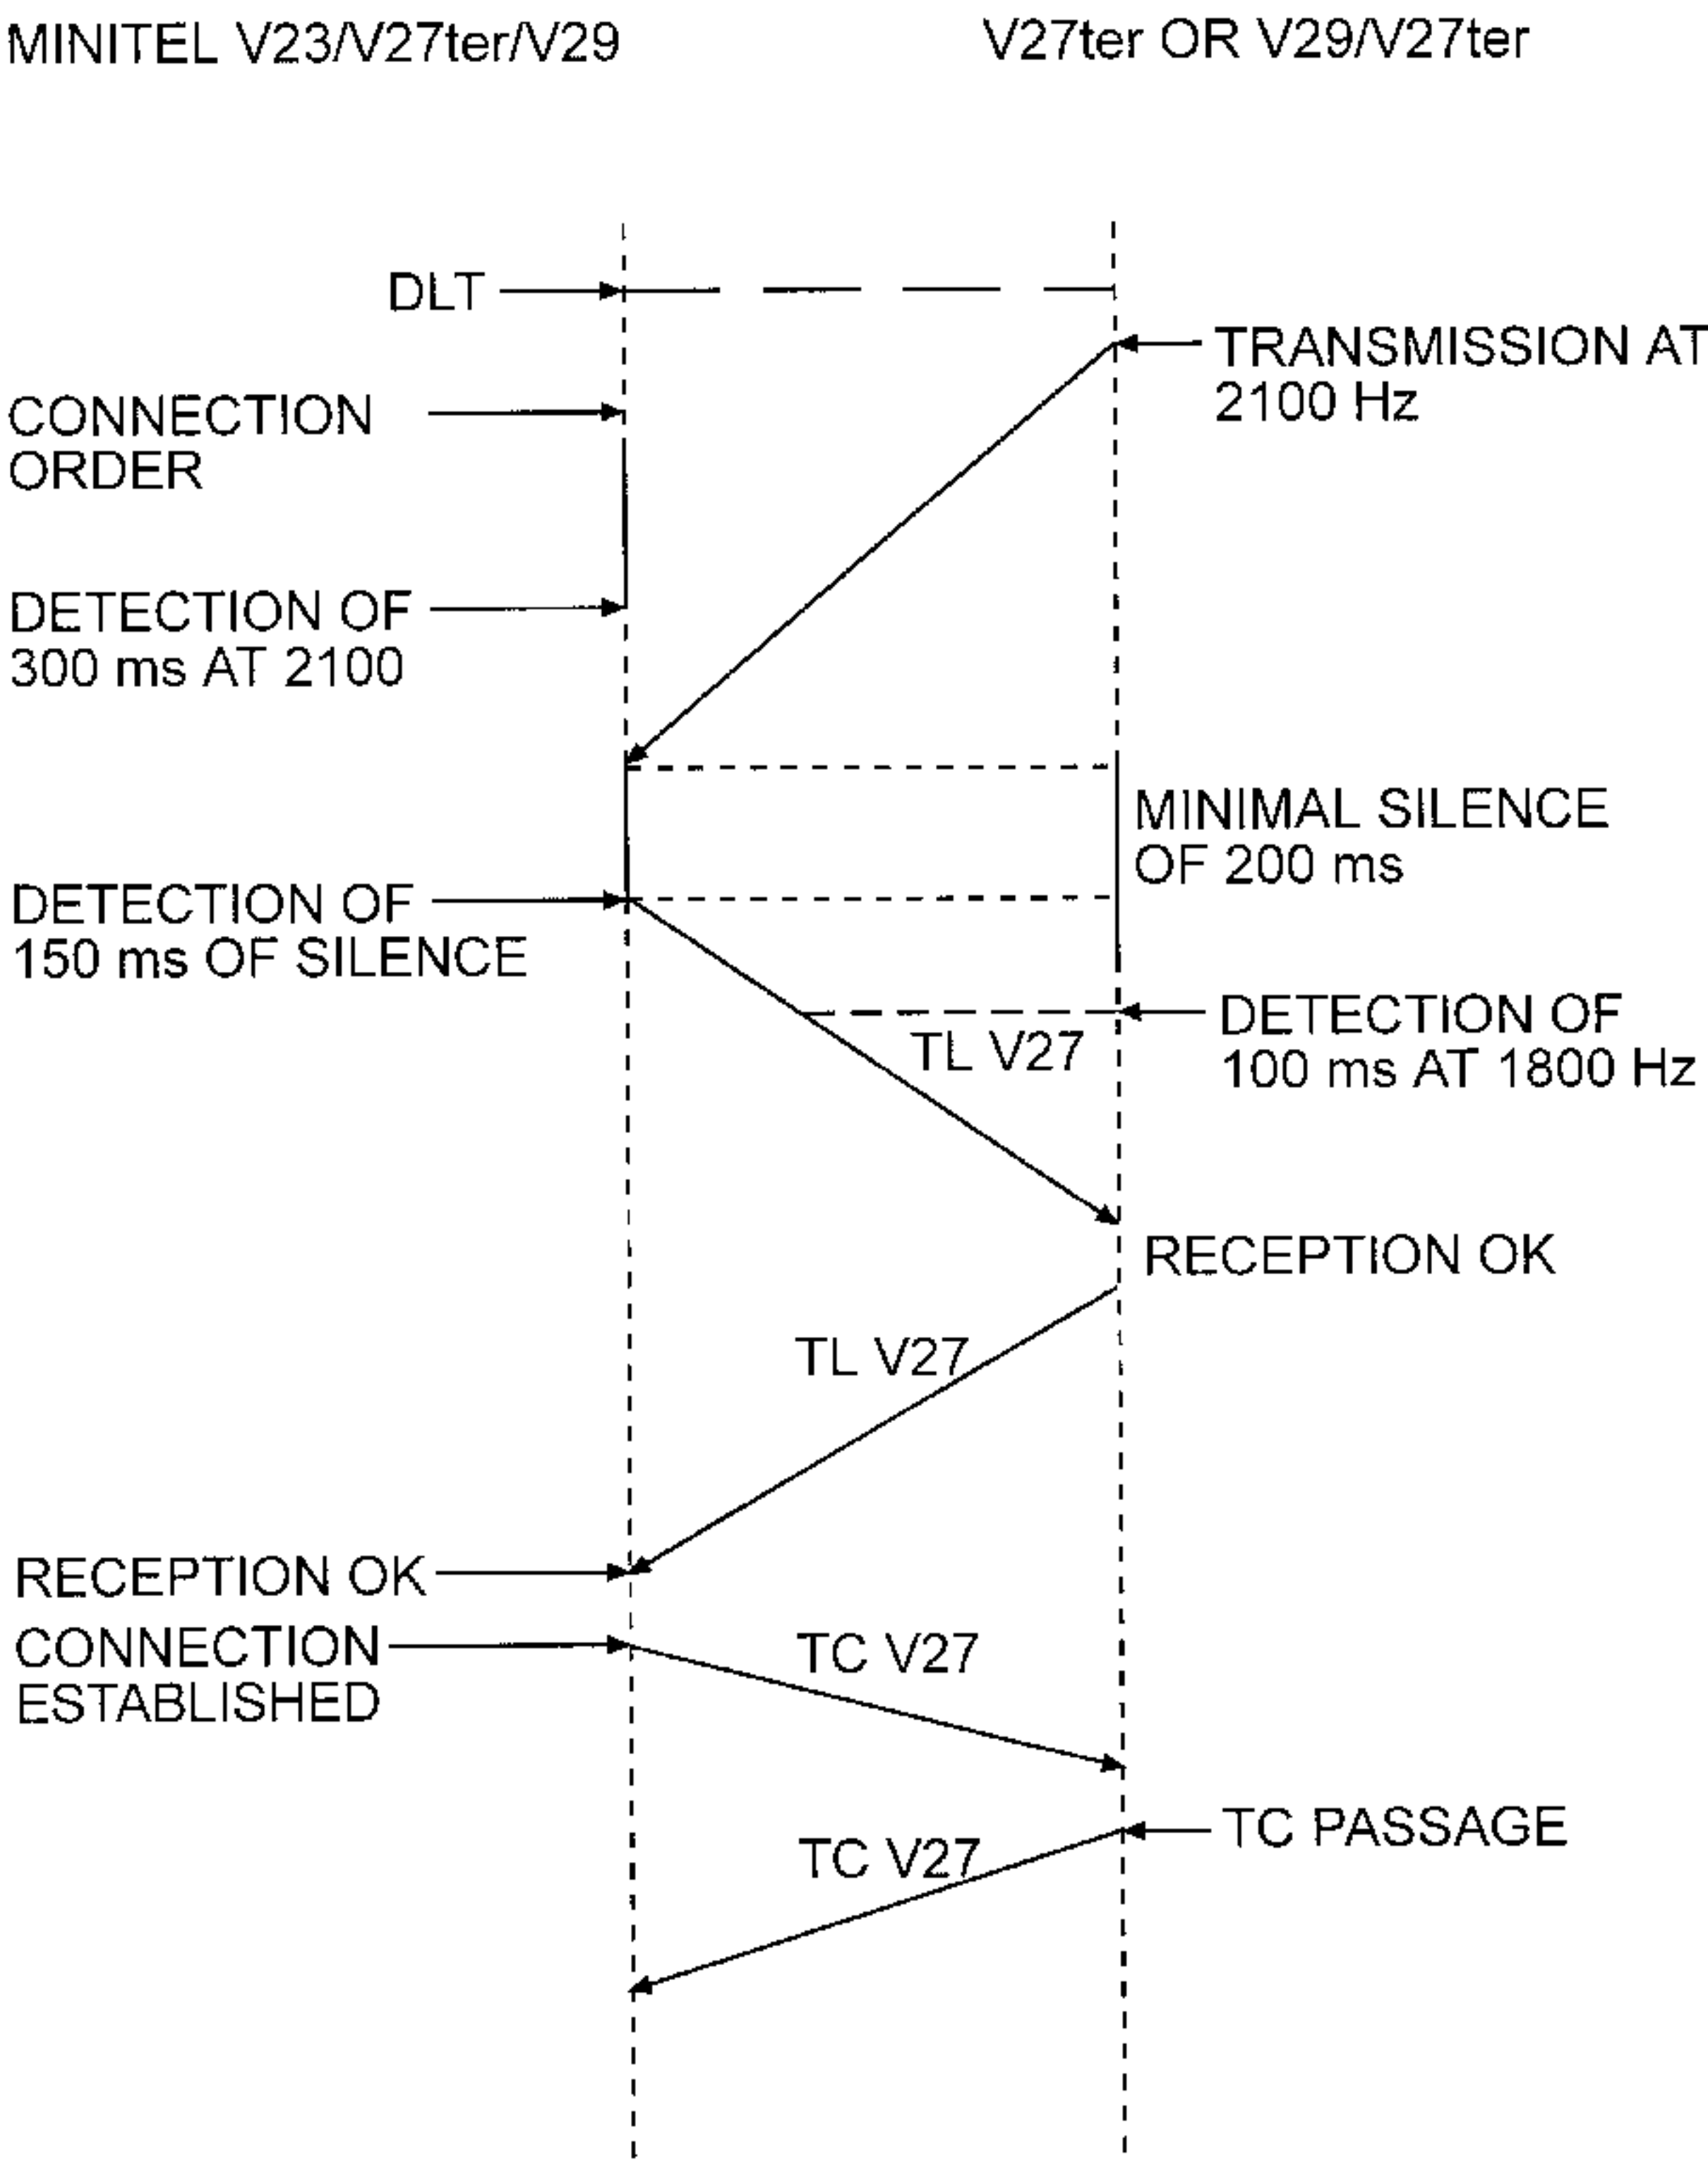 MINITEL V23/V27ter/V29
V27ter OR V29/V27ter
DLT
TRANSMISSION AT
2100 Hz
CONNECTION
ORDER
DETECTION OF
300 ms AT 2100
MINIMAL SILENCE
OF 200 ms
DETECTION OF
150 ms OF SILENCE
DETECTION OF
100 ms AT 1800 Hz
TL V27
RECEPTION OK
TL V27
RECEPTION OK
CONNECTION
ESTABLISHED
TC V27
TC PASSAGE
TC V27